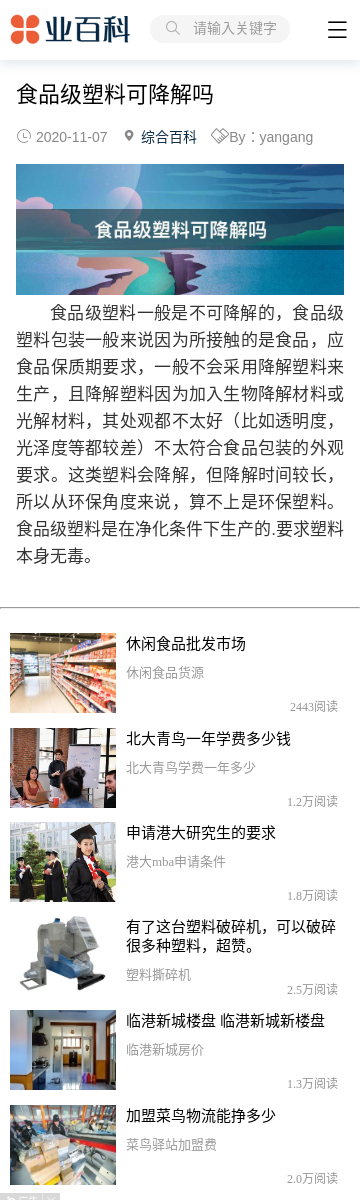 业百科
请输入关键字
食品级塑料可降解吗
2020-11-07 综合百科 By：yangang
食品级塑料可降解吗
食品级塑料一般是不可降解的，食品级
塑料包装一般来说因为所接触的是食品，应
食品保质期要求，一般不会采用降解塑料来
生产，且降解塑料因为加入生物降解材料或
光解材料，其处观都不太好（比如透明度，
光泽度等都较差）不太符合食品包装的外观
要求。这类塑料会降解，但降解时间较长，
所以从环保角度来说，算不上是环保塑料。
食品级塑料是在净化条件下生产的.要求塑料
本身无毒。
休闲食品批发市场
休闲食品货源
2443阅读
北大青鸟一年学费多少钱
北大青鸟学费一年多少
1.2万阅读
申请港大研究生的要求
港大mba申请条件
1.8万阅读
有了这台塑料破碎机，可以破碎
很多种塑料，超赞。
塑料撕碎机
2.5万阅读
临港新城楼盘 临港新城新楼盘
临港新城房价
1.3万阅读
加盟菜鸟物流能挣多少
菜鸟驿站加盟费
2.0万阅读